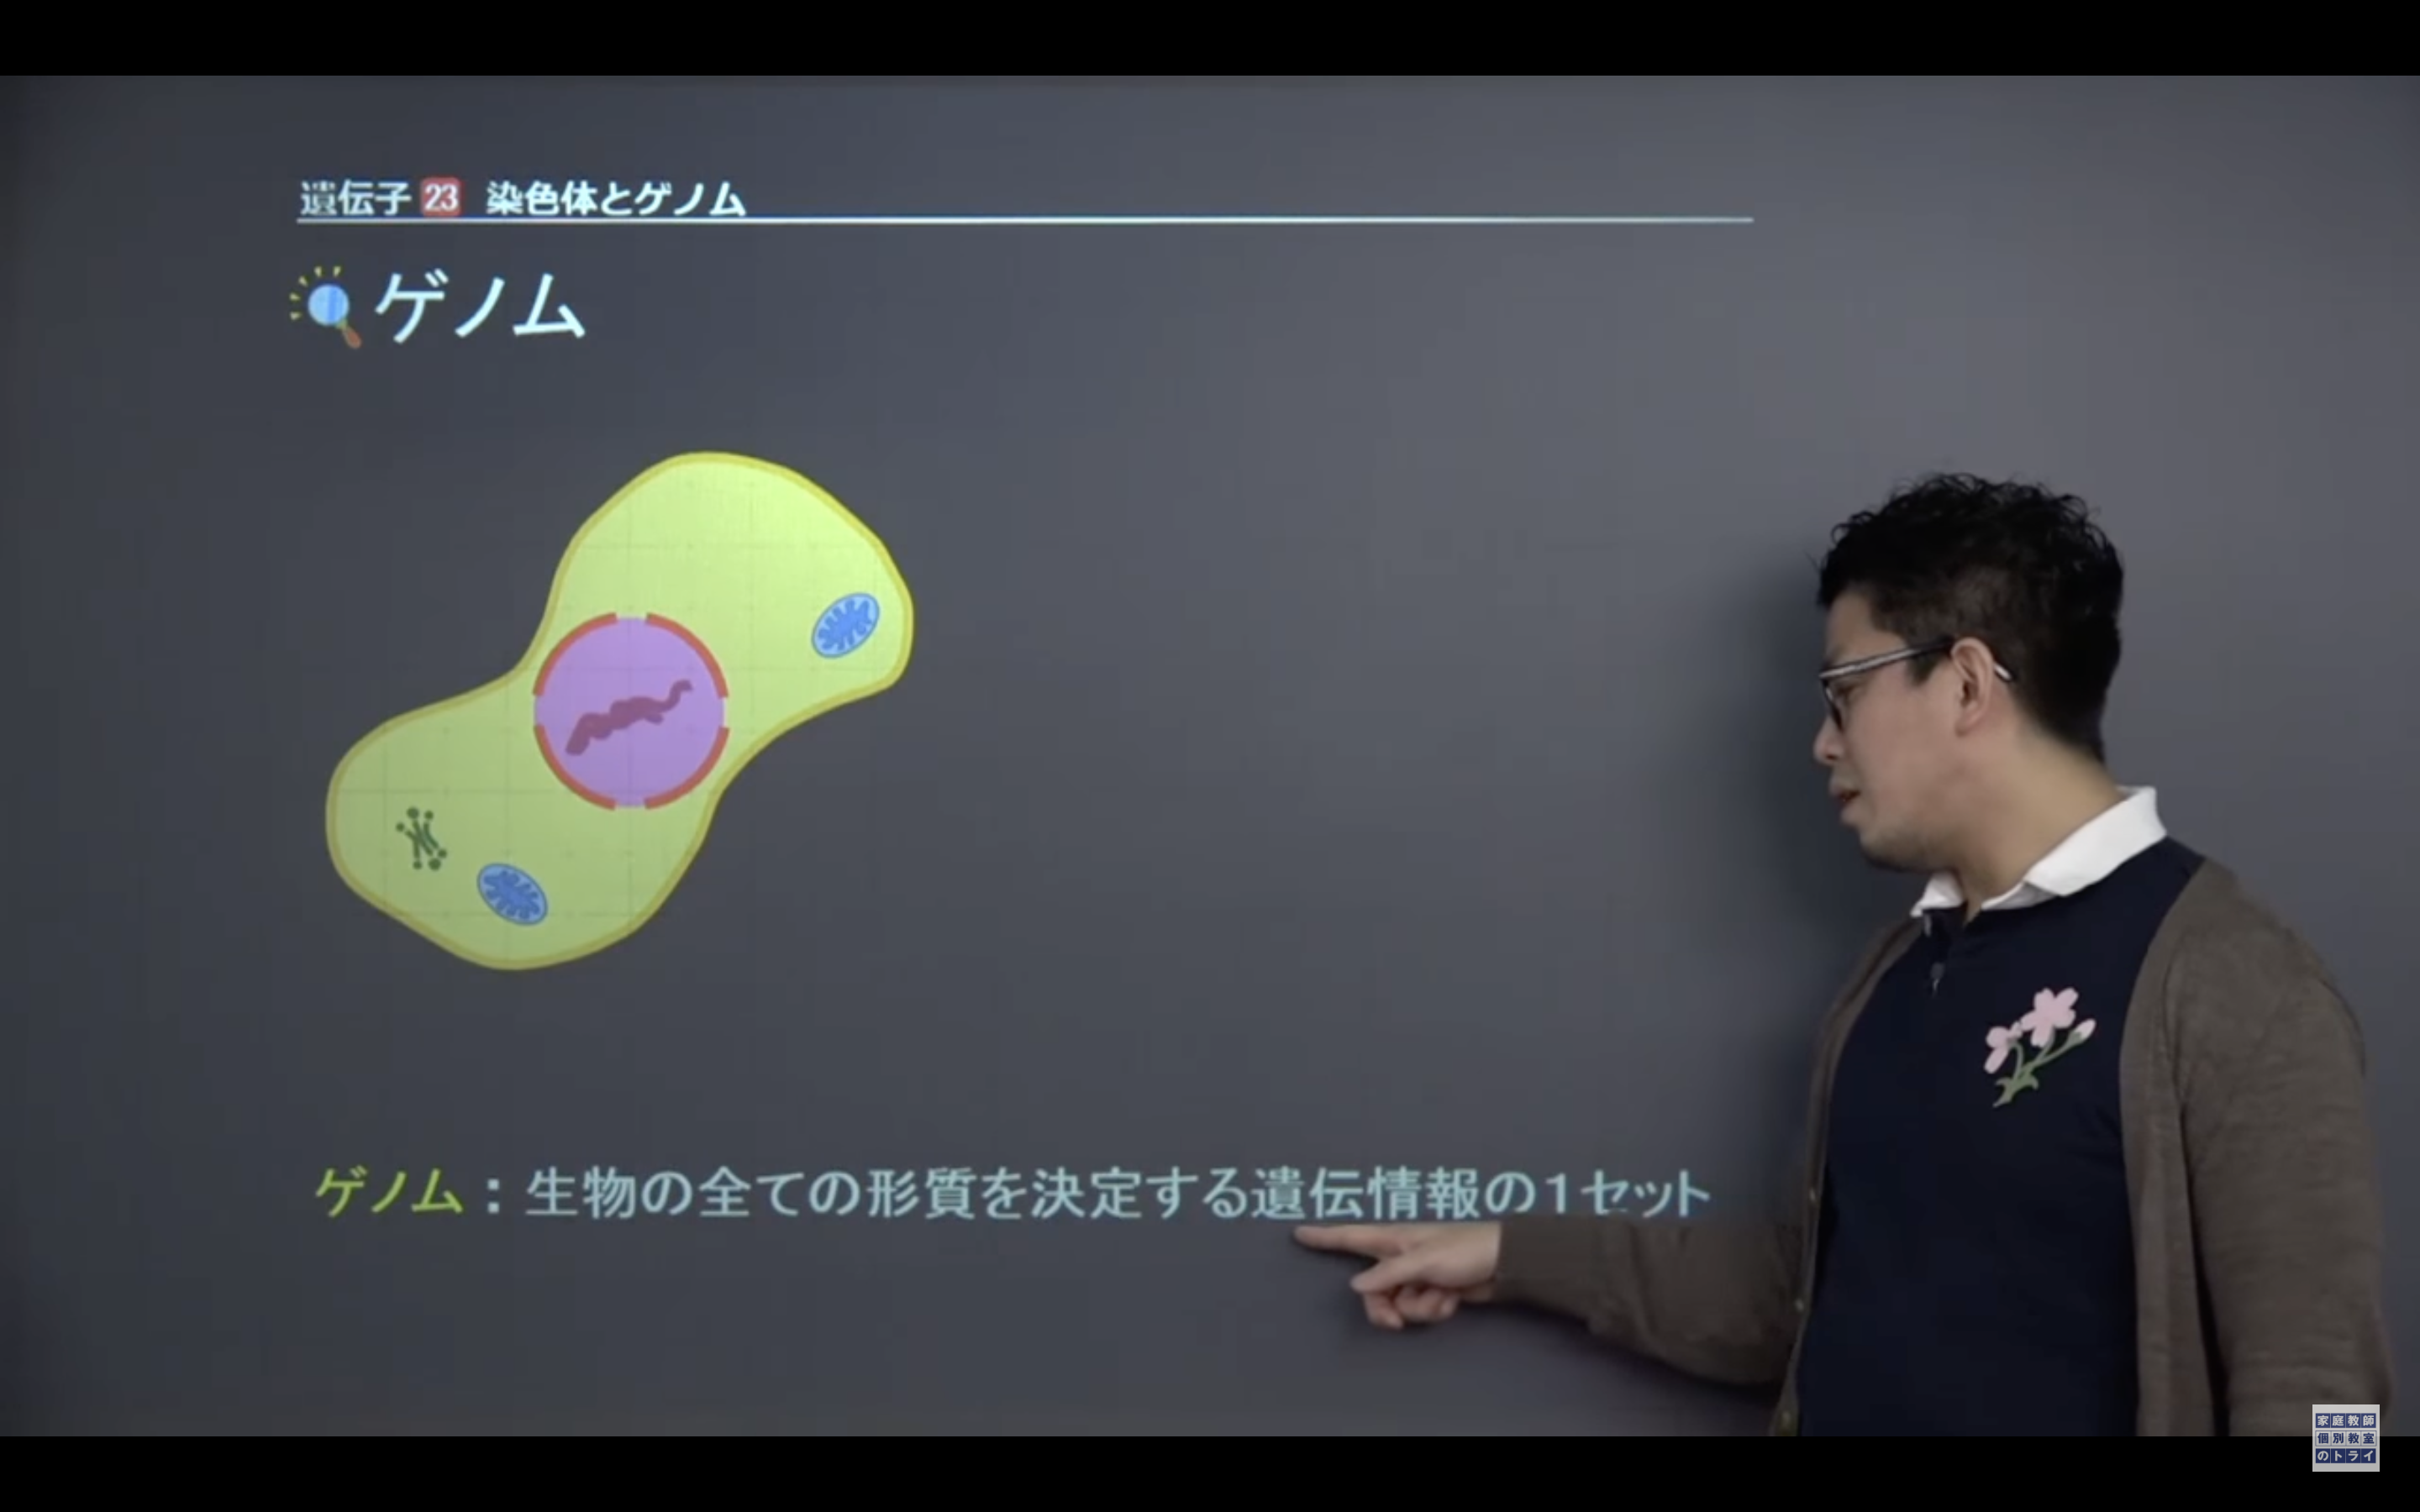 遺伝子 23 染色体とゲノム
ゲノム
ゲノム：生物の全ての形質を決定する遺伝情報の1セット
家庭教師
個別教室
のトライ